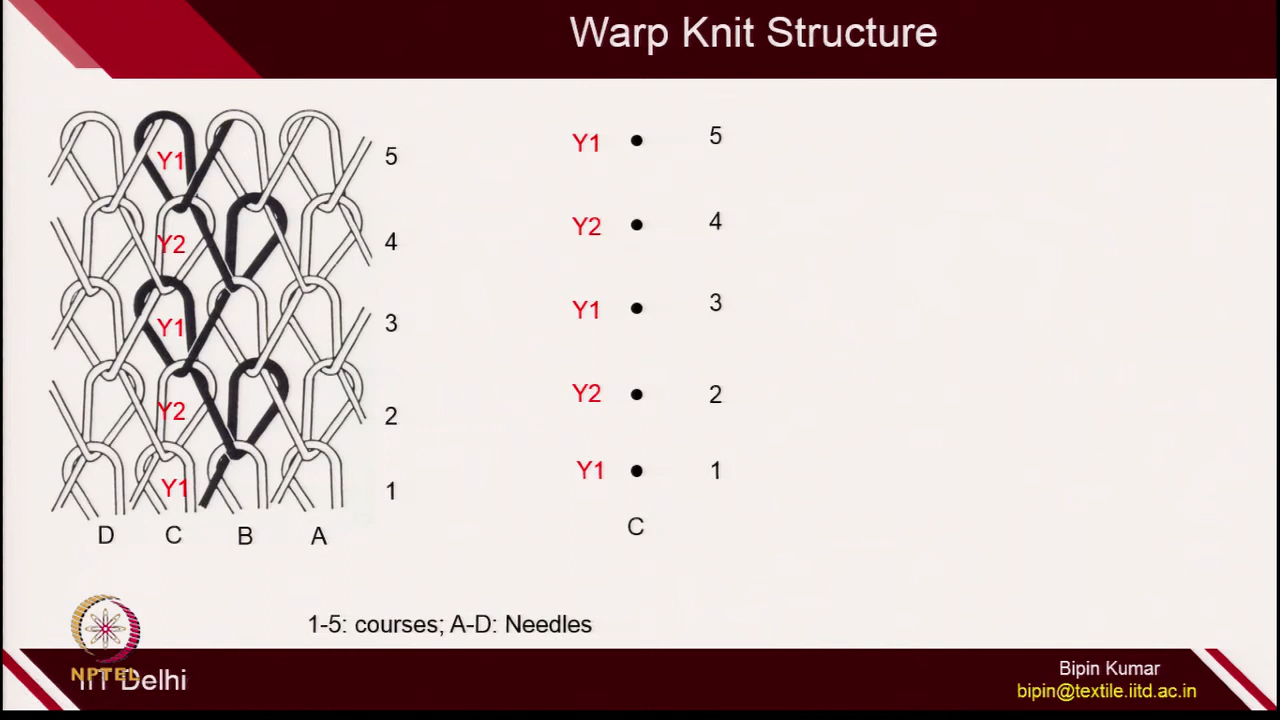 Warp Knit Structure
Y1 5
Y2 4
Y1 3
Y2 2
Y1 1
D C B A
Y1 5
Y2 4
Y1 3
Y2 2
Y1 1
C
1-5: courses; A-D: Needles
NPTEL
IIT Delhi
Bipin Kumar
bipin@textile.iitd.ac.in